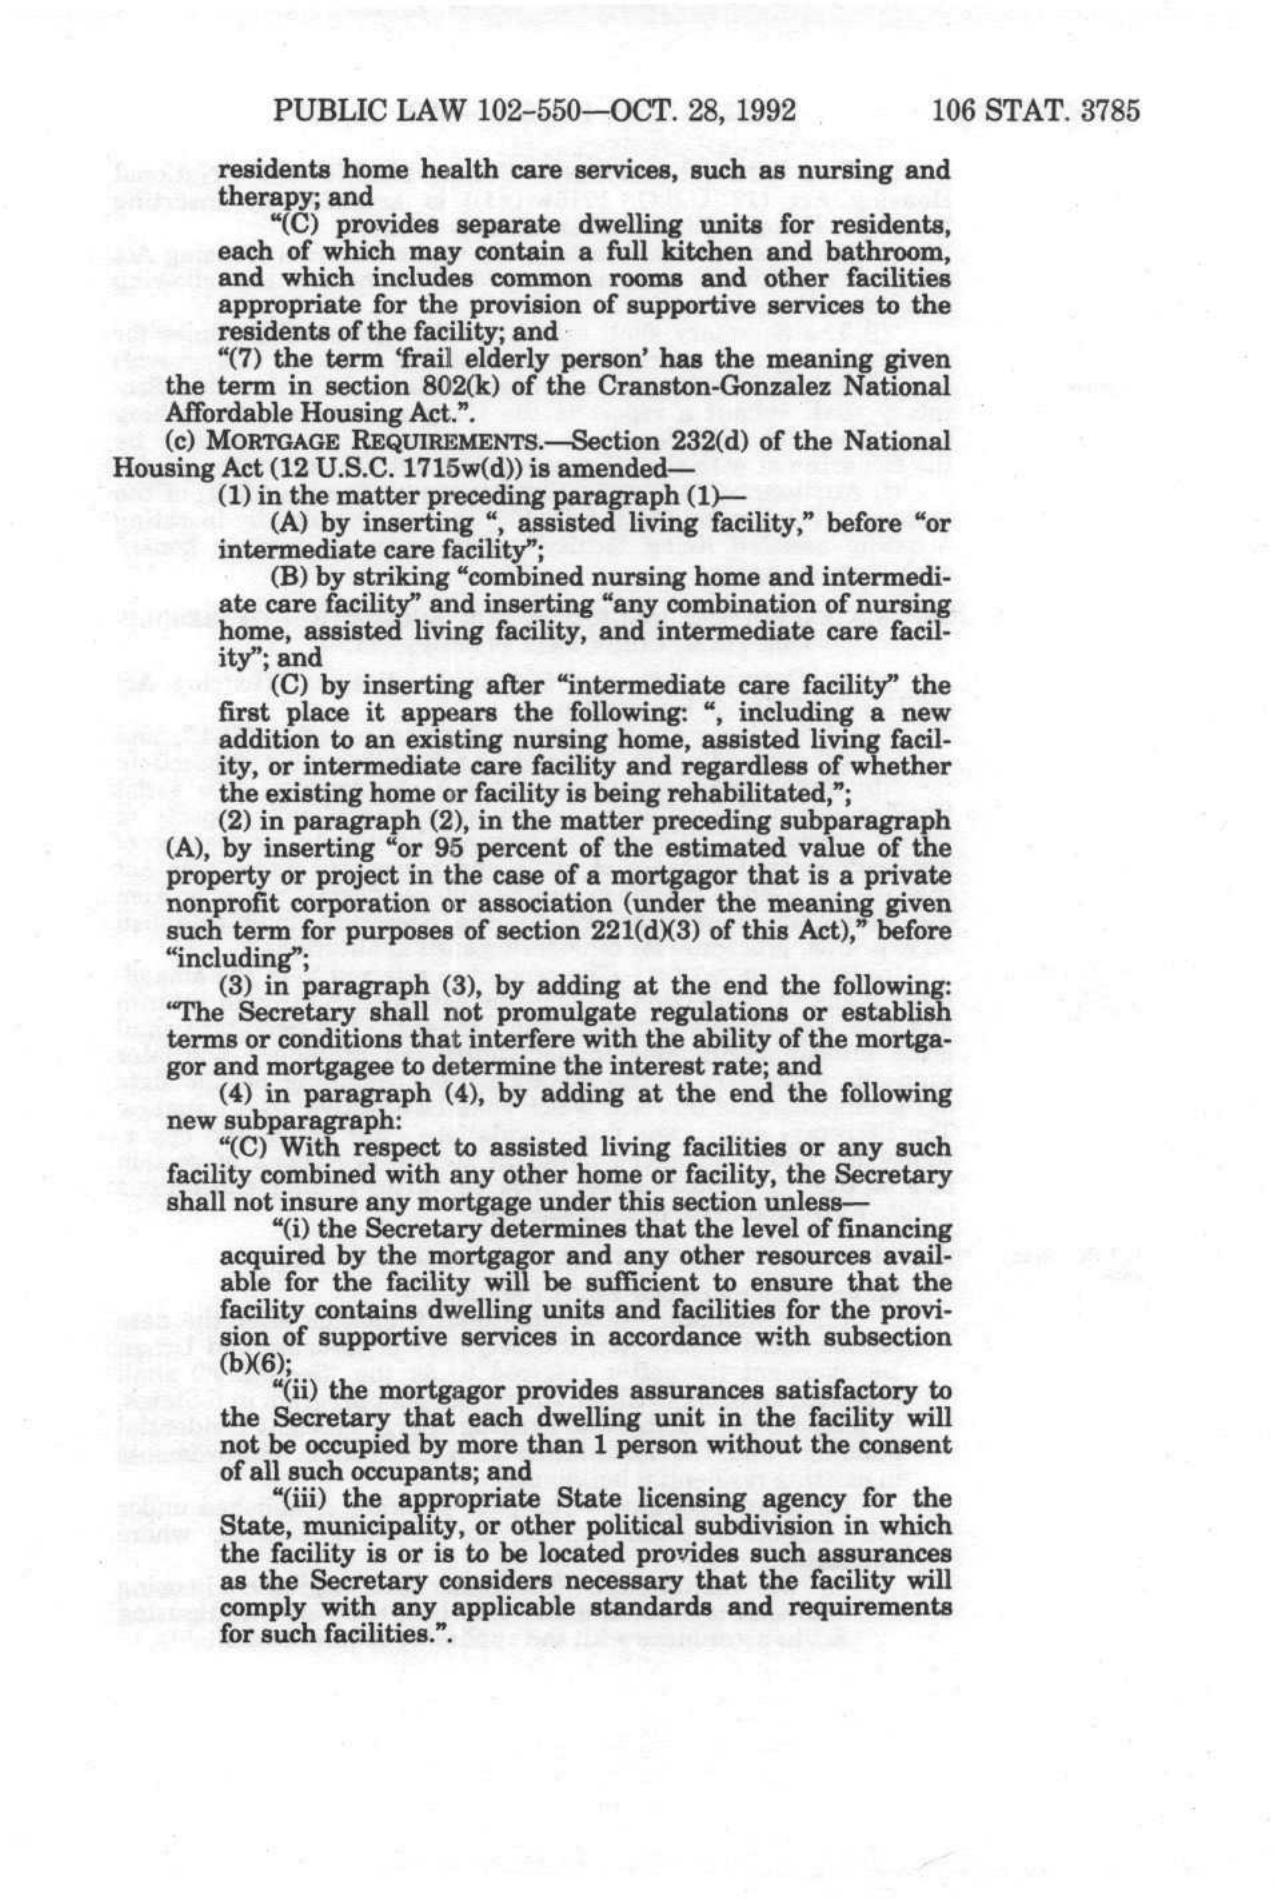 PUBLIC LAW 102–550—OCT. 28, 1992 106 STAT. 3785
residents home health care services, such as nursing and
therapy; and
“(C) provides separate dwelling units for residents,
each of which may contain a full kitchen and bathroom,
and which includes common rooms and other facilities
appropriate for the provision of supportive services to the
residents of the facility; and
“(7) the term ‘frail elderly person’ has the meaning given
the term in section 802(k) of the Cranston-Gonzalez National
Affordable Housing Act.”.
(c) MORTGAGE REQUIREMENTS.—Section 232(d) of the National
Housing Act (12 U.S.C. 1715w(d)) is amended—
(1) in the matter preceding paragraph (1)—
(A) by inserting “, assisted living facility,” before “or
intermediate care facility”;
(B) by striking “combined nursing home and intermedi-
ate care facility” and inserting “any combination of nursing
home, assisted living facility, and intermediate care facil-
ity”; and
(C) by inserting after “intermediate care facility” the
first place it appears the following: “, including a new
addition to an existing nursing home, assisted living facil-
ity, or intermediate care facility and regardless of whether
the existing home or facility is being rehabilitated,”;
(2) in paragraph (2), in the matter preceding subparagraph
(A), by inserting “or 95 percent of the estimated value of the
property or project in the case of a mortgagor that is a private
nonprofit corporation or association (under the meaning given
such term for purposes of section 221(d)(3) of this Act),” before
“including”;
(3) in paragraph (3), by adding at the end the following:
“The Secretary shall not promulgate regulations or establish
terms or conditions that interfere with the ability of the mortga-
gor and mortgagee to determine the interest rate; and
(4) in paragraph (4), by adding at the end the following
new subparagraph:
“(C) With respect to assisted living facilities or any such
facility combined with any other home or facility, the Secretary
shall not insure any mortgage under this section unless—
“(i) the Secretary determines that the level of financing
acquired by the mortgagor and any other resources avail-
able for the facility will be sufficient to ensure that the
facility contains dwelling units and facilities for the provi-
sion of supportive services in accordance with subsection
(b)(6);
“(ii) the mortgagor provides assurances satisfactory to
the Secretary that each dwelling unit in the facility will
not be occupied by more than 1 person without the consent
of all such occupants; and
“(iii) the appropriate State licensing agency for the
State, municipality, or other political subdivision in which
the facility is or is to be located provides such assurances
as the Secretary considers necessary that the facility will
comply with any applicable standards and requirements
for such facilities.”.